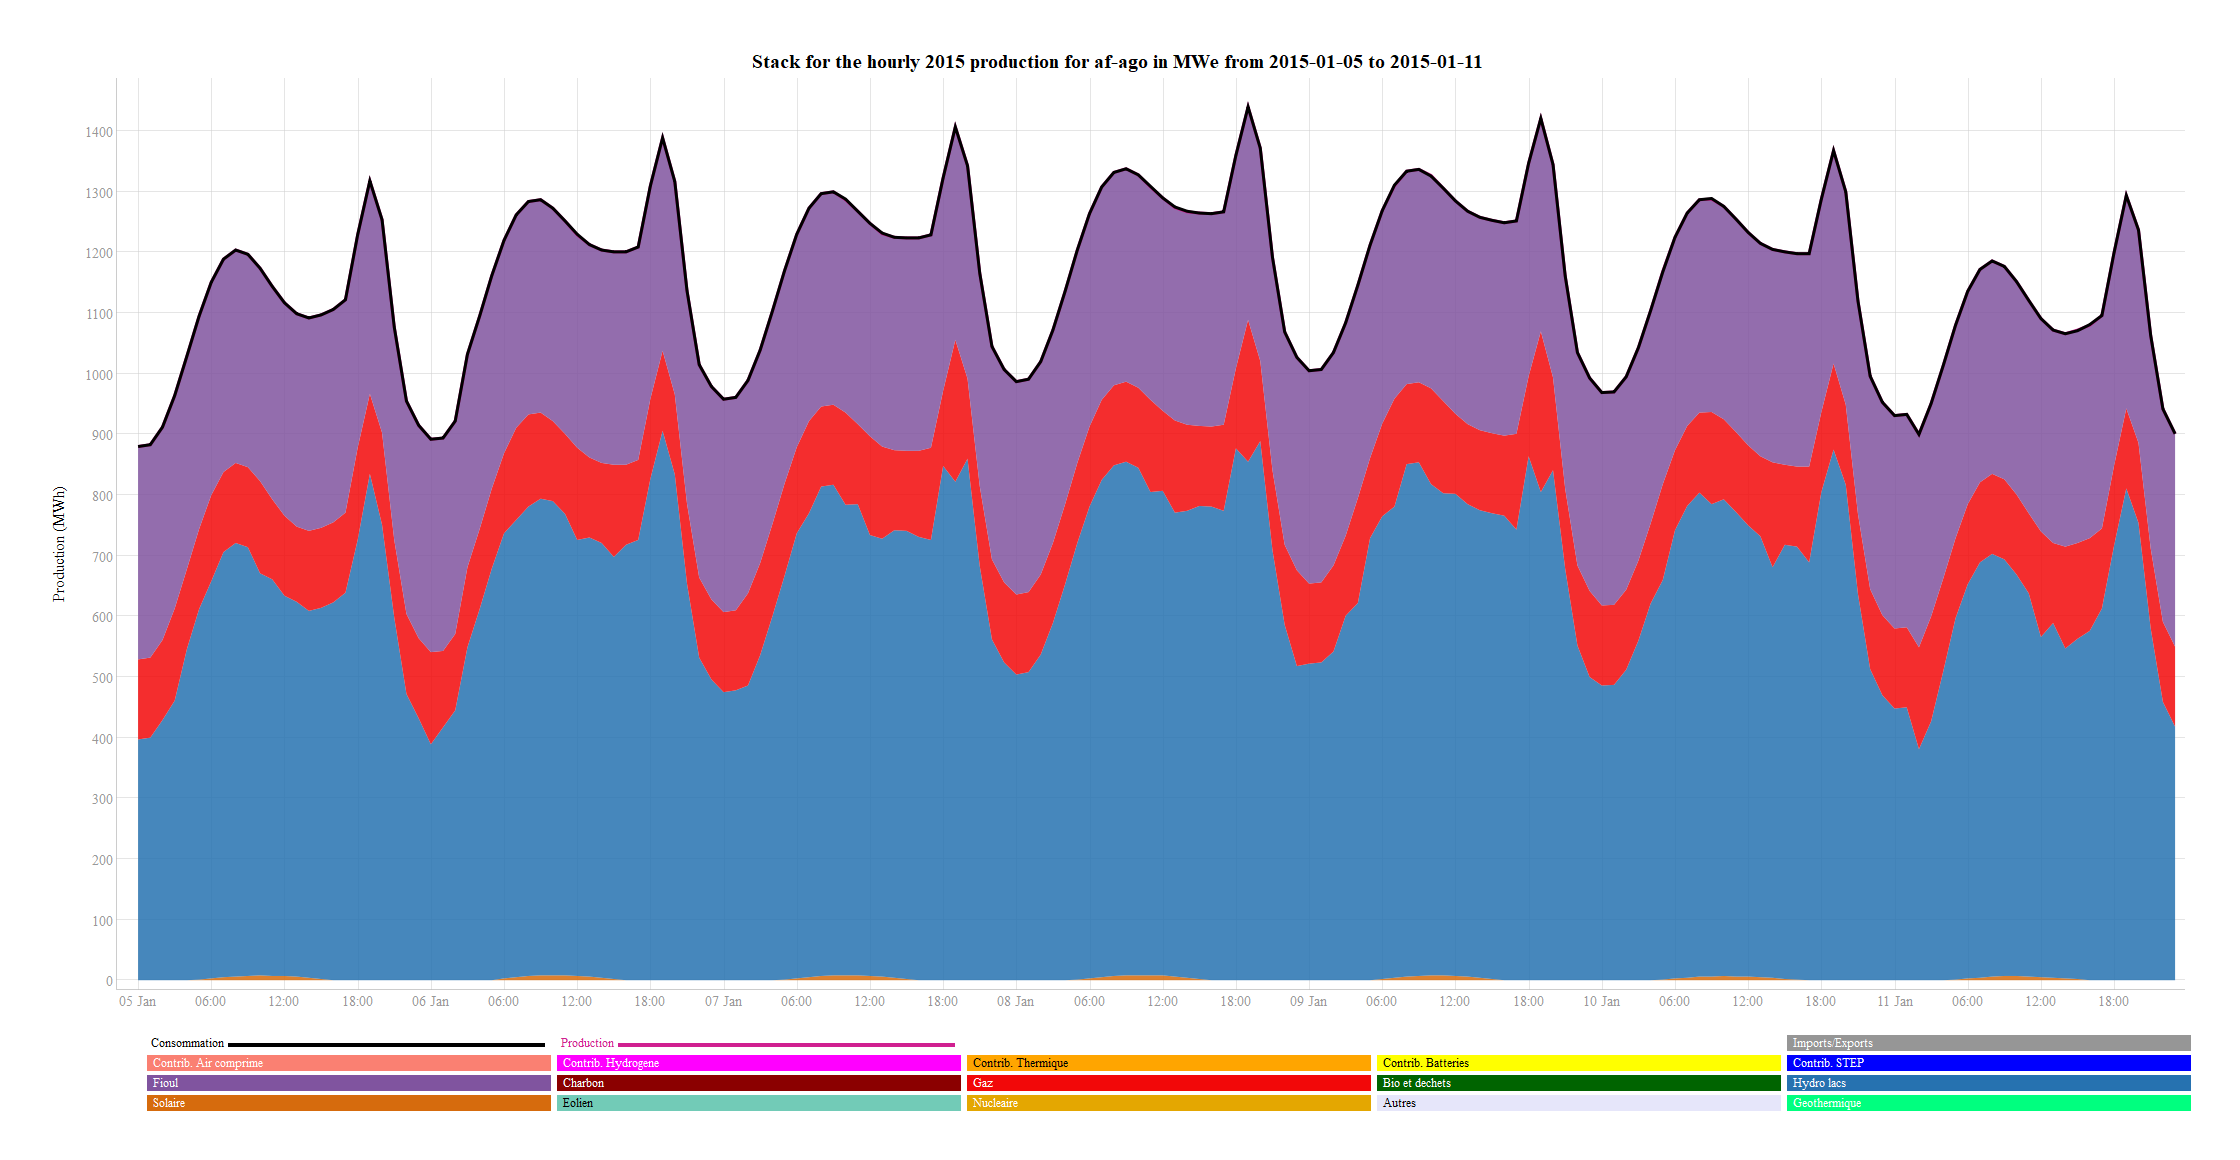 Stack for the hourly 2015 production for af-ago in MWe from 2015-01-05 to 2015-01-11
Production (MWh)
1400
1300
1200
1100
1000
900
800
700
600
500
400
300
200
100
0
05 Jan 06:00 12:00 18:00 06 Jan 06:00 12:00 18:00 07 Jan 06:00 12:00 18:00 08 Jan 06:00 12:00 18:00 09 Jan 06:00 12:00 18:00 10 Jan 06:00 12:00 18:00 11 Jan 06:00 12:00 18:00
Consommation Production Imports/Exports
Contrib. Air comprime Contrib. Hydrogene Contrib. Thermique Contrib. Batteries Contrib. STEP
Fioul Charbon Gaz Bio et dechets Hydro lacs
Solaire Eolien Nucleaire Autres Geothermique